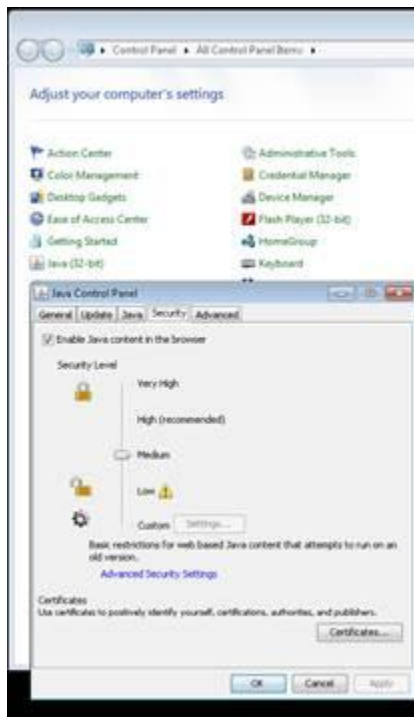 Control Panel ▸ All Control Panel Items ▸
Adjust your computer's settings
Action Center
Administrative Tools
Color Management
Credential Manager
Desktop Gadgets
Device Manager
Ease of Access Center
Flash Player (32-bit)
Getting Started
HomeGroup
Java (32-bit)
Keyboard
Java Control Panel
General Update Java Security Advanced
Enable Java content in the browser
Security Level
Very High
High (recommended)
Medium
Low
Custom Settings...
Basic restrictions for web based Java content that attempts to run on an
old version.
Advanced Security Settings
Certificates
Use certificates to positively identify yourself, certifications, authorities, and publishers.
Certificates...
OK Cancel Apply